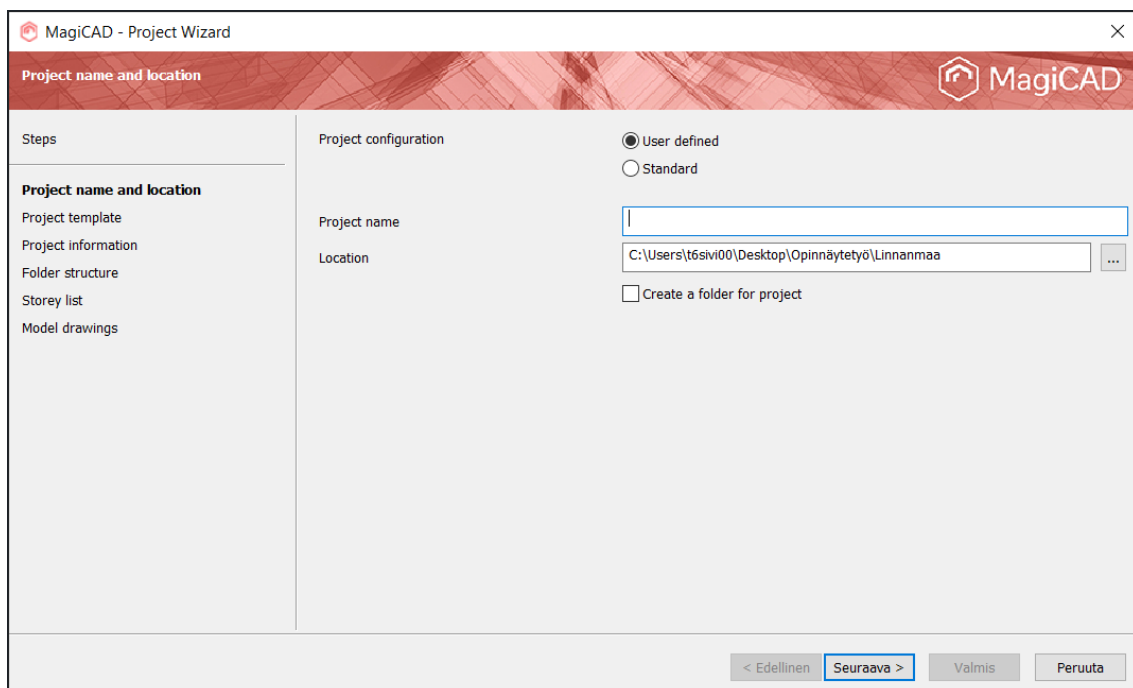 MagiCAD - Project Wizard
Project name and location
MagiCAD
Steps
Project name and location
Project template
Project information
Folder structure
Storey list
Model drawings
Project configuration
User defined
Standard
Project name
Location
C:\Users\t6sivi00\Desktop\Opinnäytetyö\Linnanmaa
...
Create a folder for project
< Edellinen
Seuraava >
Valmis
Peruuta